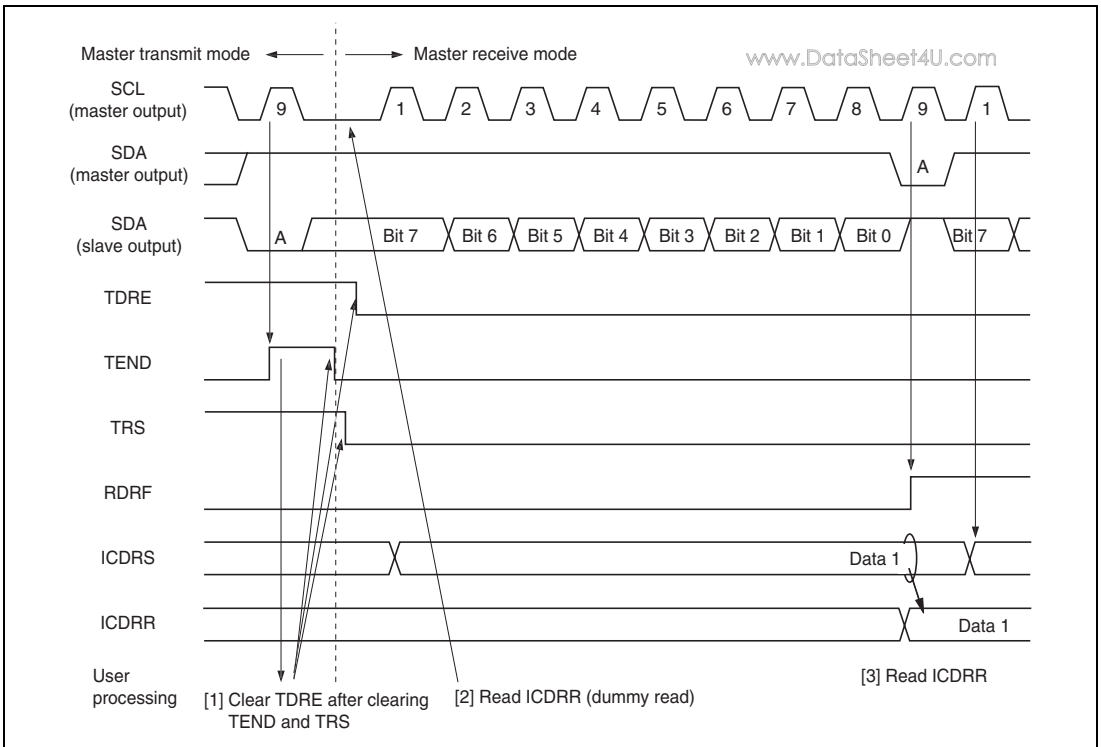 Master transmit mode
Master receive mode
www.DataSheet4U.com
SCL
(master output)
9 1 2 3 4 5 6 7 8 9 1
SDA
(master output)
A
SDA
(slave output)
A Bit 7 Bit 6 Bit 5 Bit 4 Bit 3 Bit 2 Bit 1 Bit 0 Bit 7
TDRE
TEND
TRS
RDRF
ICDRS
Data 1
ICDRR
Data 1
User
processing
[1] Clear TDRE after clearing
TEND and TRS
[2] Read ICDRR (dummy read)
[3] Read ICDRR